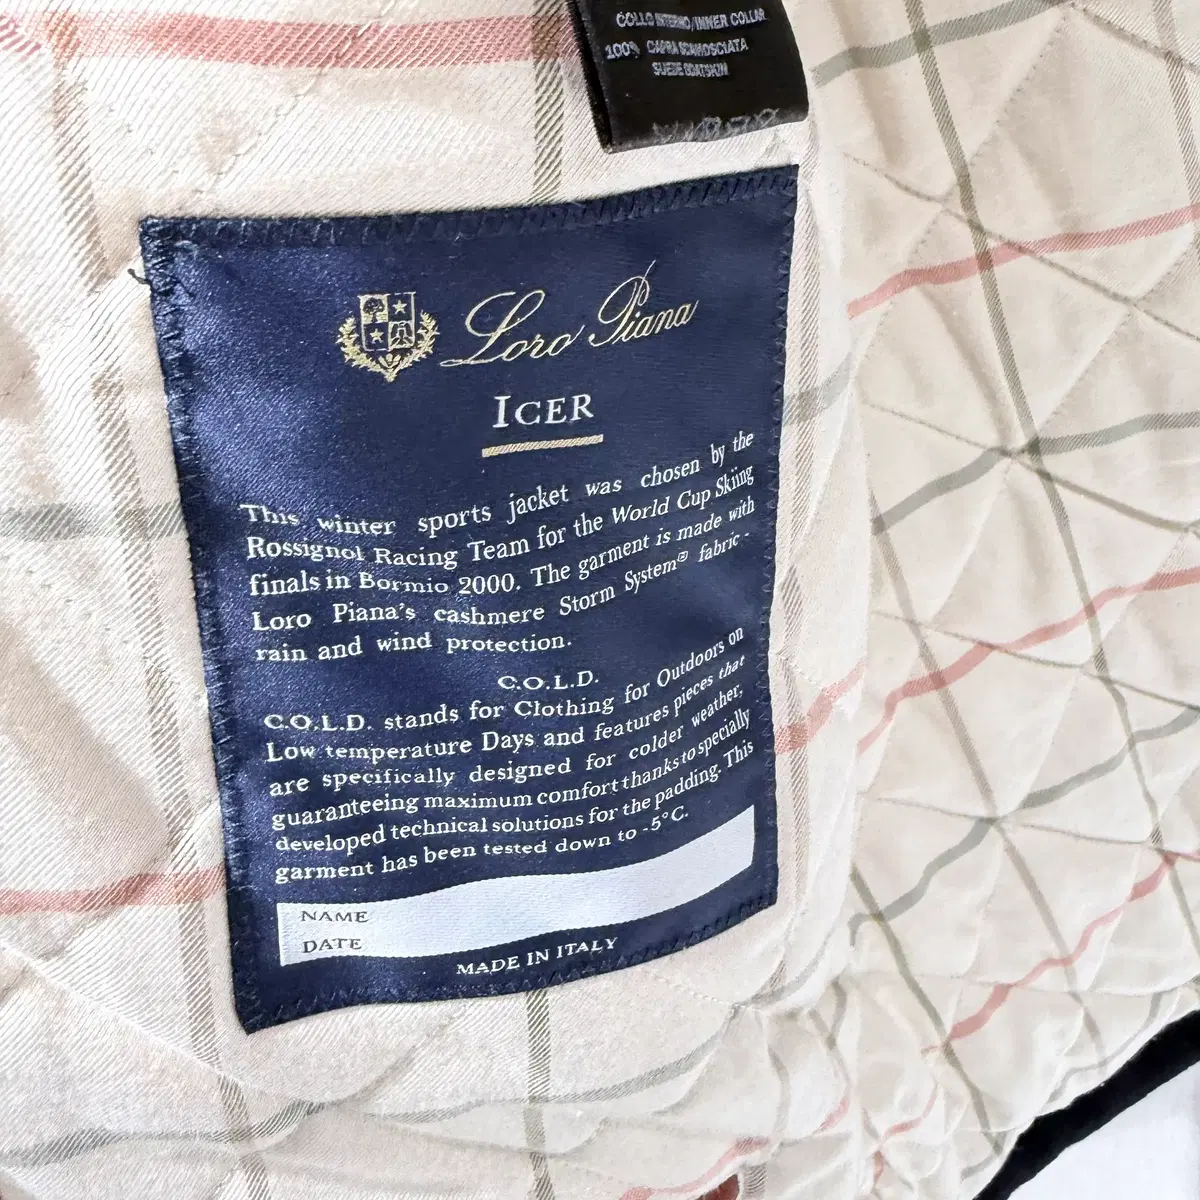 COLLO INTERNO/INNER COLLAR
100% CAPRA SCAMOSCIATA
SUEDE GOATSKIN
Loro Piana
ICER
This winter sports jacket was chosen by the
Rossignol Racing Team for the World Cup Skiing
finals in Bormio 2000. The garment is made with
Loro Piana's cashmere Storm System® fabric -
rain and wind protection.
C.O.L.D.
C.O.L.D. stands for Clothing for Outdoors on
Low temperature Days and features pieces that
are specifically designed for colder weather,
guaranteeing maximum comfort thanks to specially
developed technical solutions for the padding. This
garment has been tested down to -5°C.
NAME
DATE
MADE IN ITALY